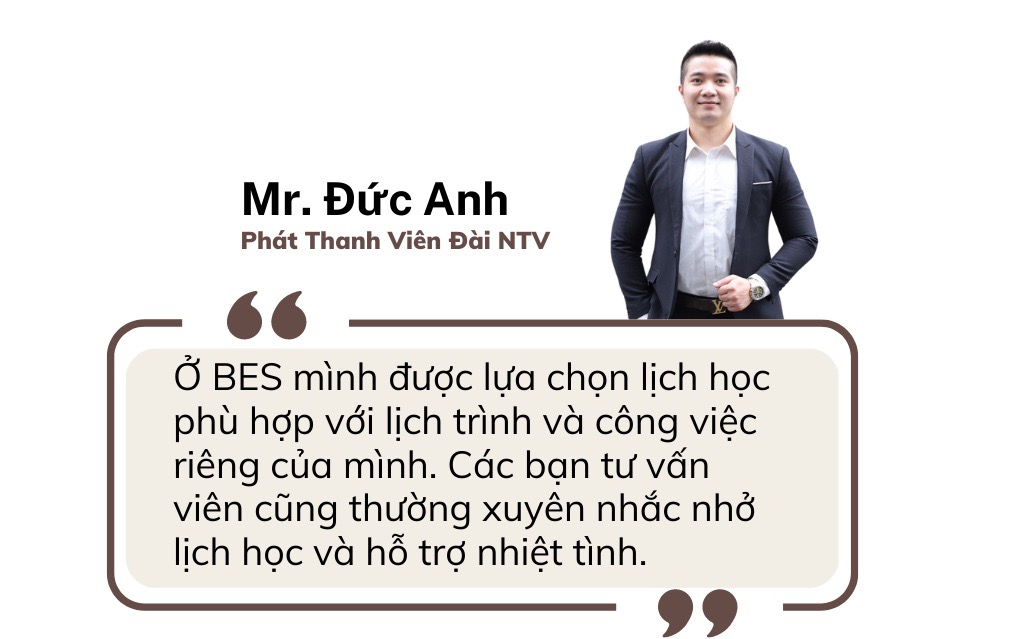 Mr. Đức Anh
Phát Thanh Viên Đài NTV
Ở BES mình được lựa chọn lịch học
phù hợp với lịch trình và công việc
riêng của mình. Các bạn tư vấn
viên cũng thường xuyên nhắc nhở
lịch học và hỗ trợ nhiệt tình.